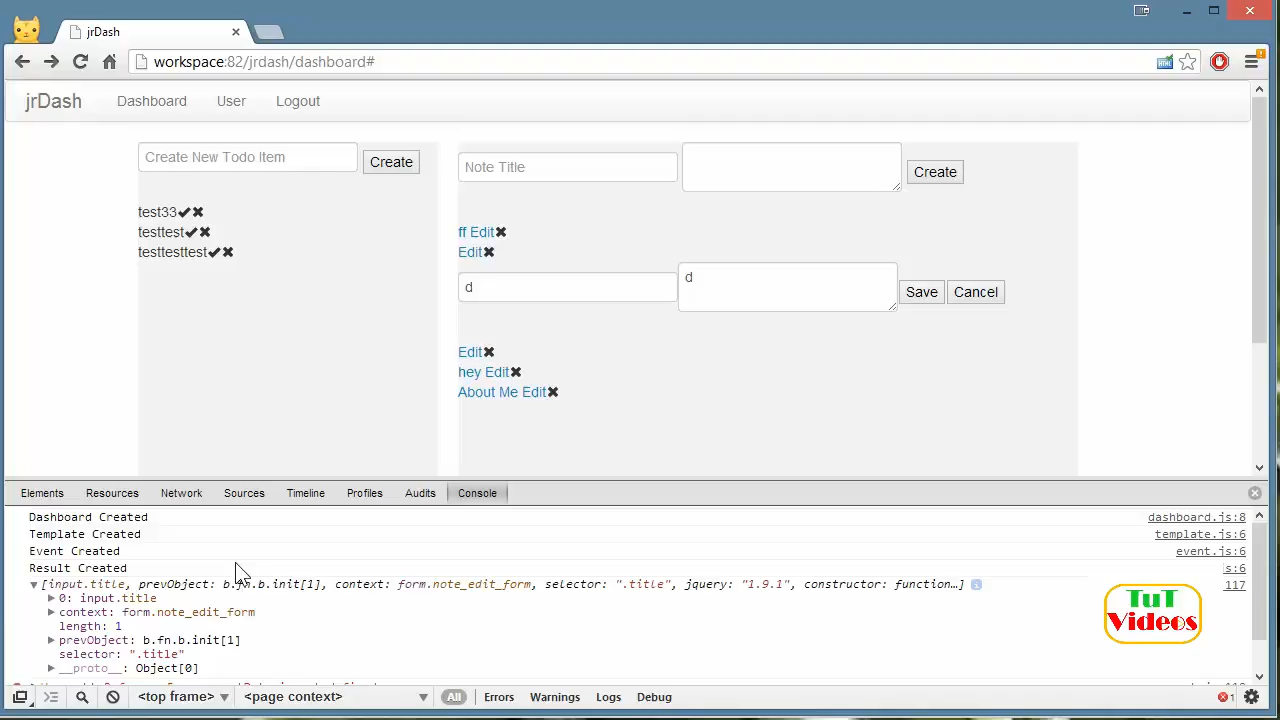 jrDash
workspace:82/jrdash/dashboard#
jrDash Dashboard User Logout
Create New Todo Item Create
Note Title Create
test33
testtest
testtesttest
ff Edit
Edit
d d Save Cancel
Edit
hey Edit
About Me Edit
Elements Resources Network Sources Timeline Profiles Audits Console
Dashboard Created dashboard.js:8
Template Created template.js:6
Event Created event.js:6
Result Created s:6
[input.title, prevObject: b.fn.b.init[1], context: form.note_edit_form, selector: ".title", jquery: "1.9.1", constructor: function…] 117
0: input.title
context: form.note_edit_form
length: 1
prevObject: b.fn.b.init[1]
selector: ".title"
__proto__: Object[0]
TuT
Videos
<top frame> <page context> All Errors Warnings Logs Debug 1